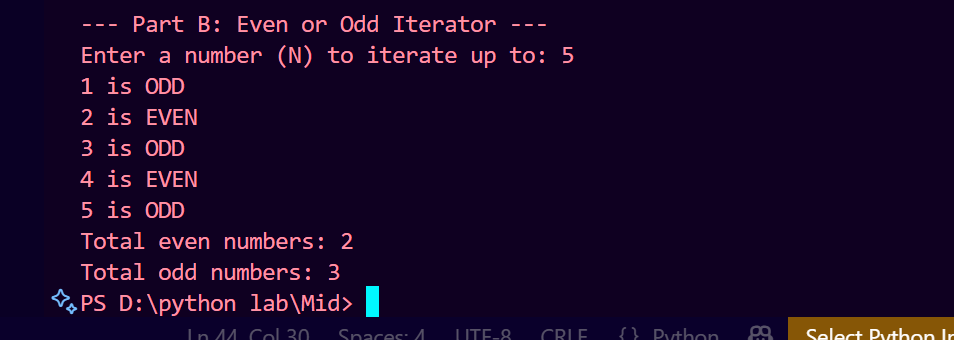 --- Part B: Even or Odd Iterator ---
Enter a number (N) to iterate up to: 5
1 is ODD
2 is EVEN
3 is ODD
4 is EVEN
5 is ODD
Total even numbers: 2
Total odd numbers: 3
PS D:\python lab\Mid>
Ln 44, Col 30 Spaces: 4 UTF-8 CRLF {} Python Select Python In